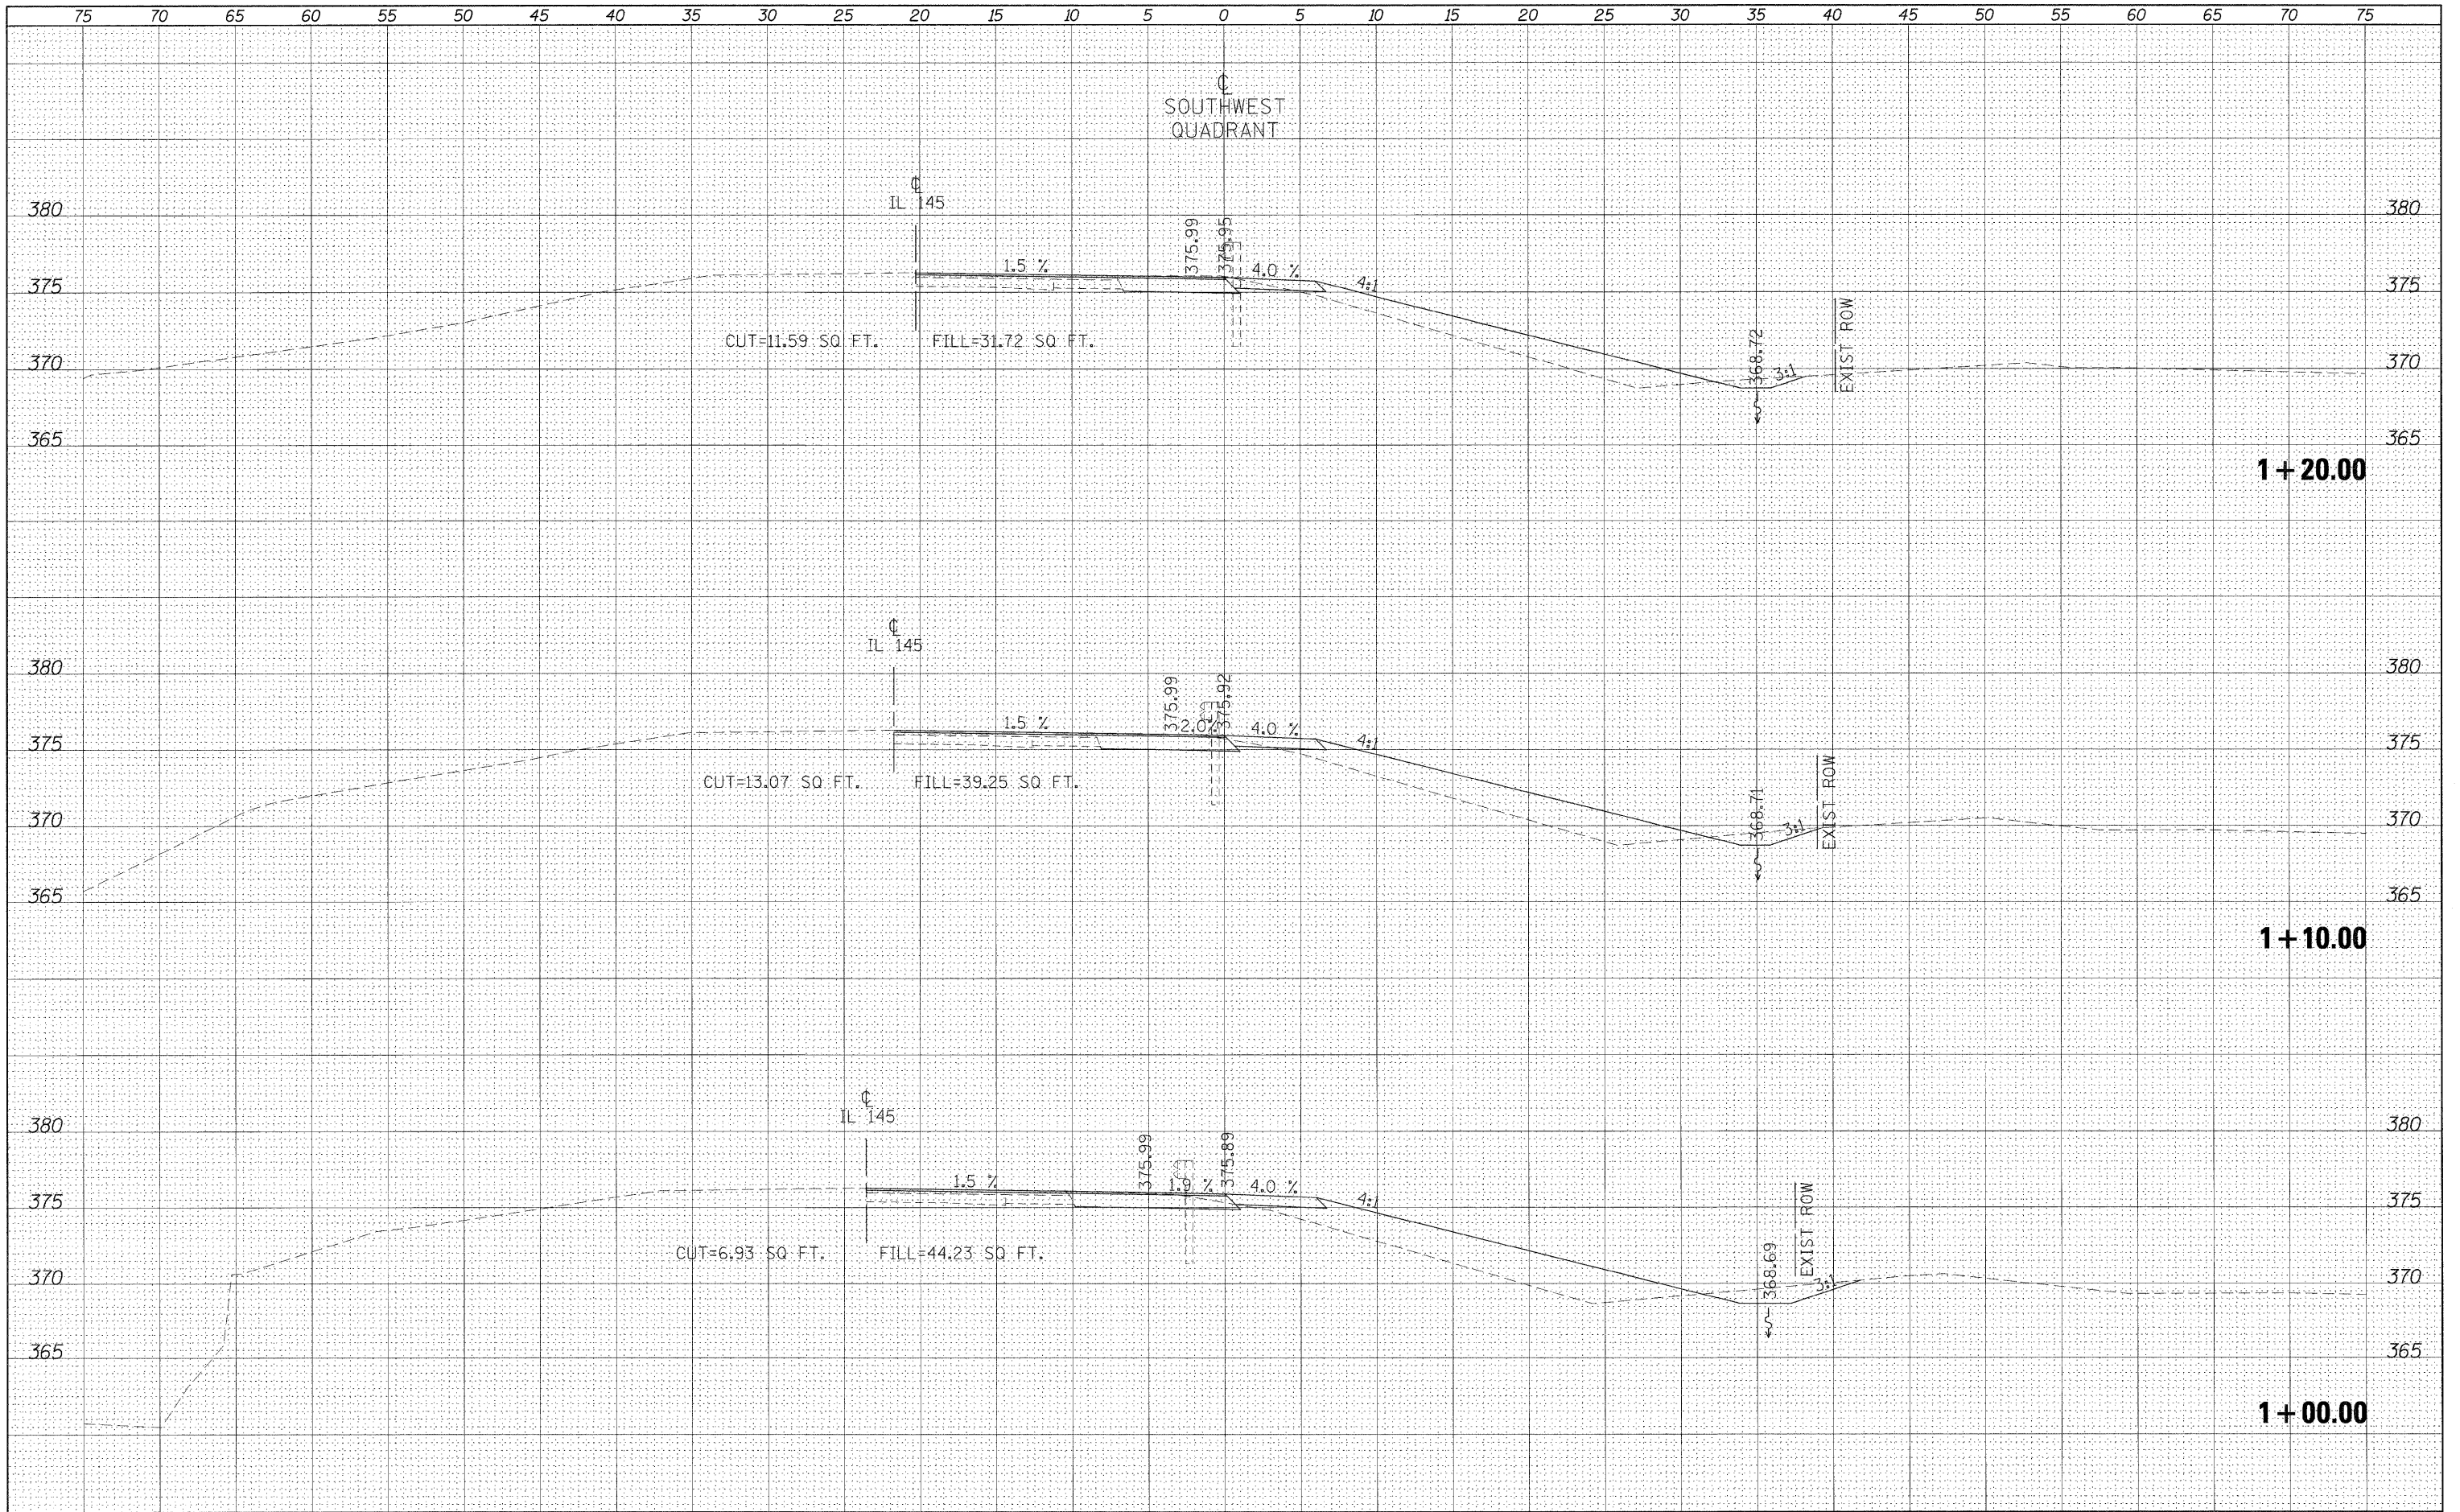 75 70 65 60 55 50 45 40 35 30 25 20 15 10 5 0 5 10 15 20 25 30 35 40 45 50 55 60 65 70 75
℄
SOUTHWEST
QUADRANT
℄
IL 145
380 380
375.99 375.95
1.5 % 4.0 % 4:1
375 375
CUT=11.59 SQ FT. FILL=31.72 SQ FT.
368.72 EXIST ROW
370 3:1 370
365 365
1+20.00
℄
IL 145
380 380
375.99 375.92
1.5 % 2.0% 4.0 % 4:1
375 375
CUT=13.07 SQ FT. FILL=39.25 SQ FT.
368.71 EXIST ROW
370 3:1 370
365 365
1+10.00
℄
IL 145
380 380
375.99 375.89
1.5 % 1.9 % 4.0 % 4:1
375 375
CUT=6.93 SQ FT. FILL=44.23 SQ FT.
368.69 EXIST ROW
370 3:1 370
365 365
1+00.00